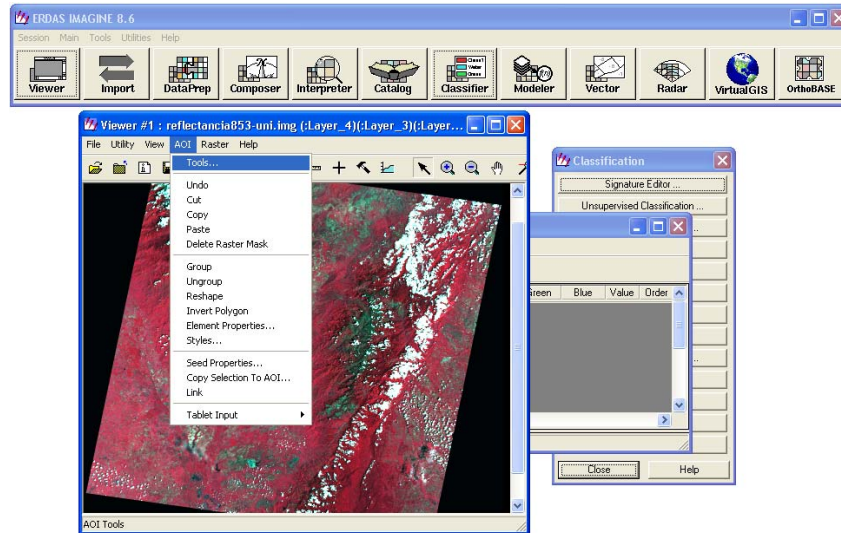 ERDAS IMAGINE 8.6
Session Main Tools Utilities Help
Viewer Import DataPrep Composer Interpreter Catalog Classifier Modeler Vector Radar VirtualGIS OrthoBASE
Viewer #1 : reflectancia853-uni.img (:Layer_4)(:Layer_3)(:Layer...
File Utility View AOI Raster Help
Tools...
Undo
Cut
Copy
Paste
Delete Raster Mask
Group
Ungroup
Reshape
Invert Polygon
Element Properties...
Styles...
Seed Properties...
Copy Selection To AOI...
Link
Tablet Input
AOI Tools
Classification
Signature Editor ...
Unsupervised Classification ...
Blue Value Order
Close Help